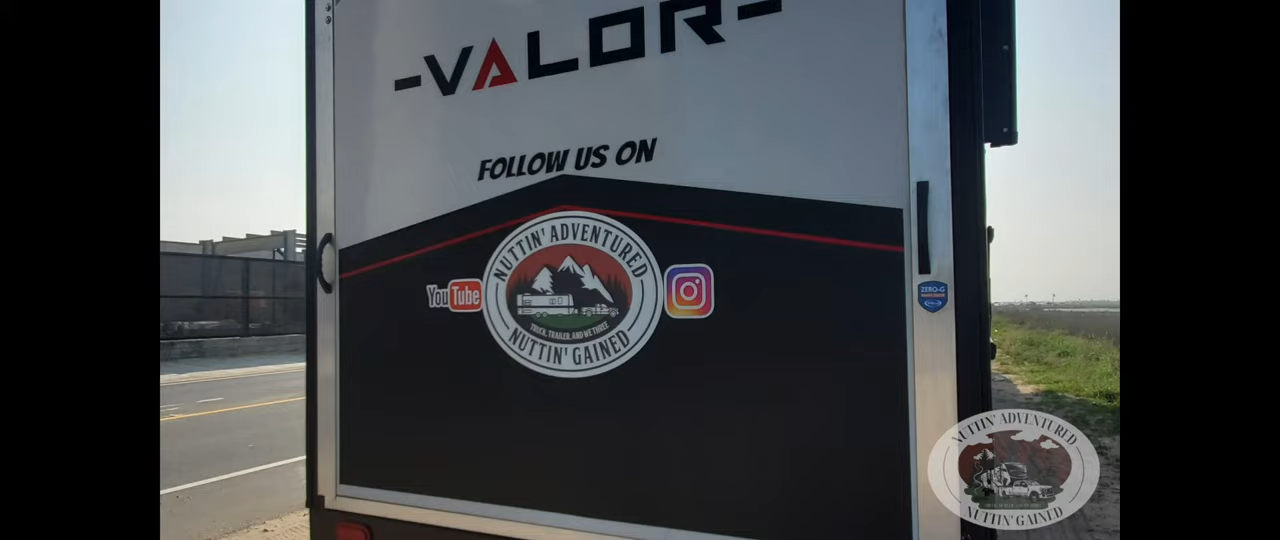 -VALOR-
FOLLOW US ON
NUTTIN' ADVENTURED
YouTube
TRUCK, TRAILER, AND WE THREE
NUTTIN' GAINED
ZERO-G
NUTTIN' ADVENTURED
NUTTIN' GAINED